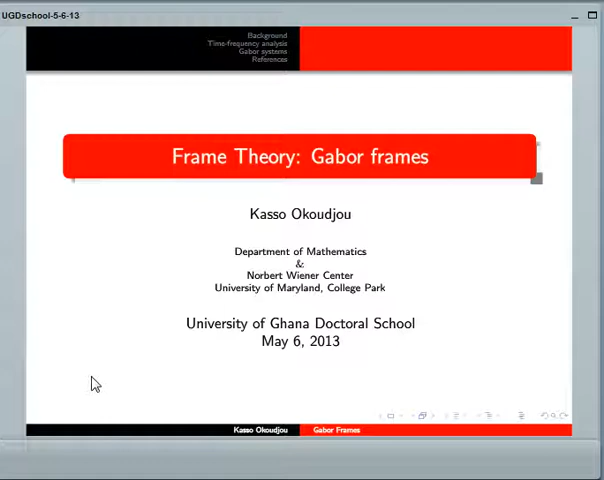 UGDschool-5-6-13
Background
Time-frequency analysis
Gabor systems
References
Frame Theory: Gabor frames
Kasso Okoudjou
Department of Mathematics
&
Norbert Wiener Center
University of Maryland, College Park
University of Ghana Doctoral School
May 6, 2013
Kasso Okoudjou
Gabor Frames